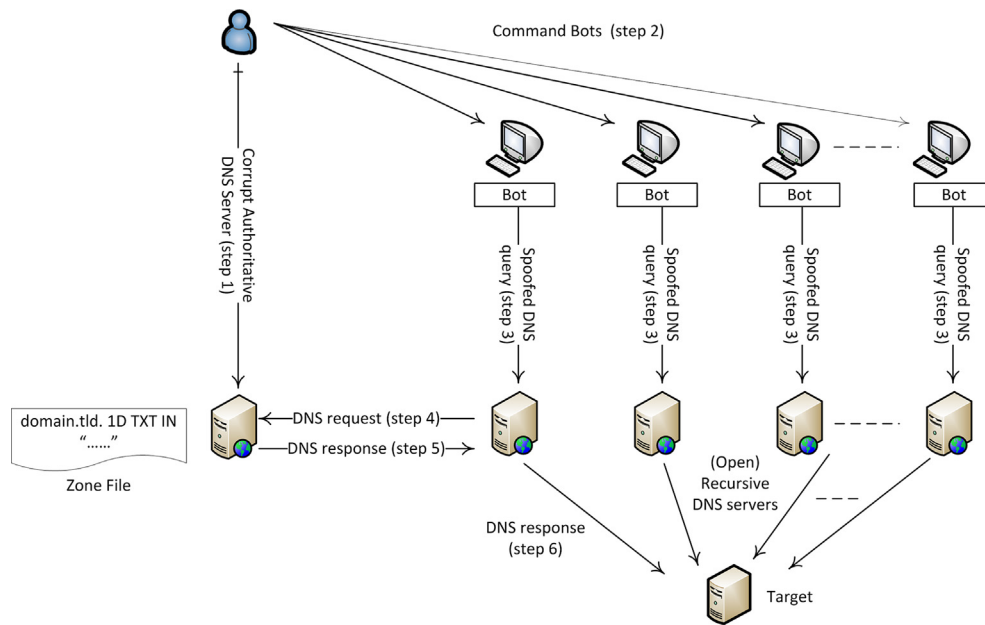 Command Bots (step 2)
Corrupt Authoritative
DNS Server (step 1)
Bot
Bot
Bot
Bot
Spoofed DNS
query (step 3)
Spoofed DNS
query (step 3)
Spoofed DNS
query (step 3)
Spoofed DNS
query (step 3)
domain.tld. 1D TXT IN
“……”
Zone File
DNS request (step 4)
DNS response (step 5)
(Open)
Recursive
DNS servers
DNS response
(step 6)
Target